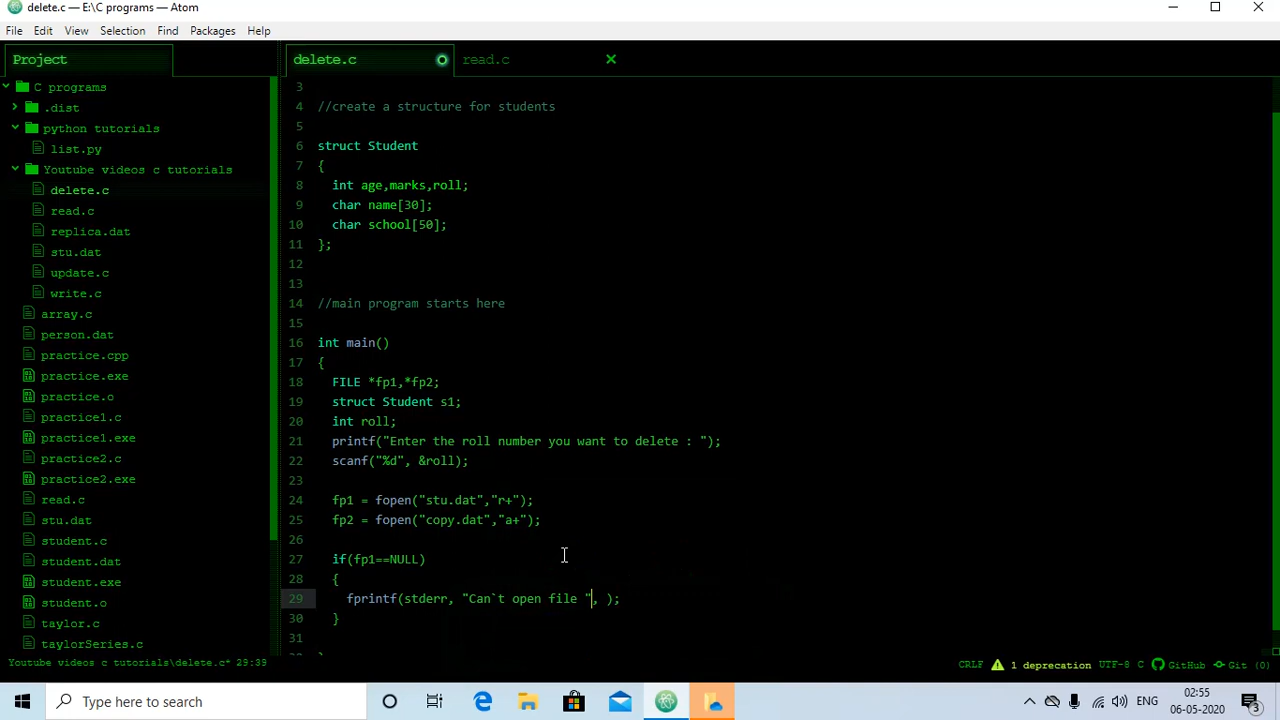 delete.c - E:\C programs - Atom
File Edit View Selection Find Packages Help
Project
C programs
.dist
python tutorials
list.py
Youtube videos c tutorials
delete.c
read.c
replica.dat
stu.dat
update.c
write.c
array.c
person.dat
practice.cpp
practice.exe
practice.o
practice1.c
practice1.exe
practice2.c
practice2.exe
read.c
stu.dat
student.c
student.dat
student.exe
student.o
taylor.c
taylorSeries.c
delete.c read.c
3
4 //create a structure for students
5
6 struct Student
7 {
8 int age,marks,roll;
9 char name[30];
10 char school[50];
11 };
12
13
14 //main program starts here
15
16 int main()
17 {
18 FILE *fp1,*fp2;
19 struct Student s1;
20 int roll;
21 printf("Enter the roll number you want to delete : ");
22 scanf("%d", &roll);
23
24 fp1 = fopen("stu.dat","r+");
25 fp2 = fopen("copy.dat","a+");
26
27 if(fp1==NULL)
28 {
29 fprintf(stderr, "Can`t open file ", );
30 }
31
Youtube videos c tutorials\delete.c* 29:39
CRLF 1 deprecation UTF-8 C GitHub Git (0)
Type here to search
ENG
02:55
06-05-2020
3